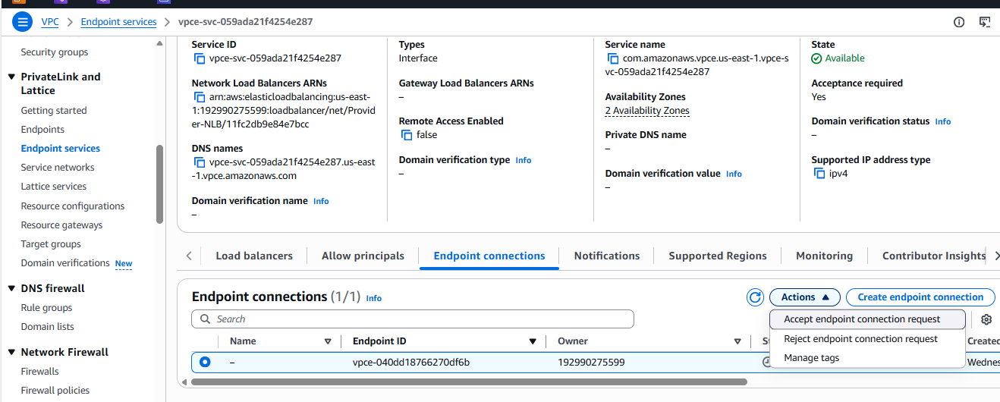 VPC > Endpoint services > vpce-svc-059ada21f4254e287
Security groups
PrivateLink and
Lattice
Getting started
Endpoints
Endpoint services
Service networks
Lattice services
Resource configurations
Resource gateways
Target groups
Domain verifications New
DNS firewall
Rule groups
Domain lists
Network Firewall
Firewalls
Firewall policies
Service ID
vpce-svc-059ada21f4254e287
Network Load Balancers ARNs
arn:aws:elasticloadbalancing:us-east-
1:192990275599:loadbalancer/net/Provid
er-NLB/11fc2db9e84e7bcc
DNS names
vpce-svc-059ada21f4254e287.us-east
-1.vpce.amazonaws.com
Domain verification name Info
–
Types
Interface
Gateway Load Balancers ARNs
–
Remote Access Enabled
false
Domain verification type Info
–
Service name
com.amazonaws.vpce.us-east-1.vpce-s
vc-059ada21f4254e287
Availability Zones
2 Availability Zones
Private DNS name
–
Domain verification value Info
–
State
Available
Acceptance required
Yes
Domain verification status Info
–
Supported IP address type
ipv4
Load balancers
Allow principals
Endpoint connections
Notifications
Supported Regions
Monitoring
Contributor Insights
Endpoint connections (1/1) Info
Actions
Create endpoint connection
Search
Accept endpoint connection request
Reject endpoint connection request
Manage tags
Name Endpoint ID Owner St Created
– vpce-040dd18766270df6b 192990275599 Wednes